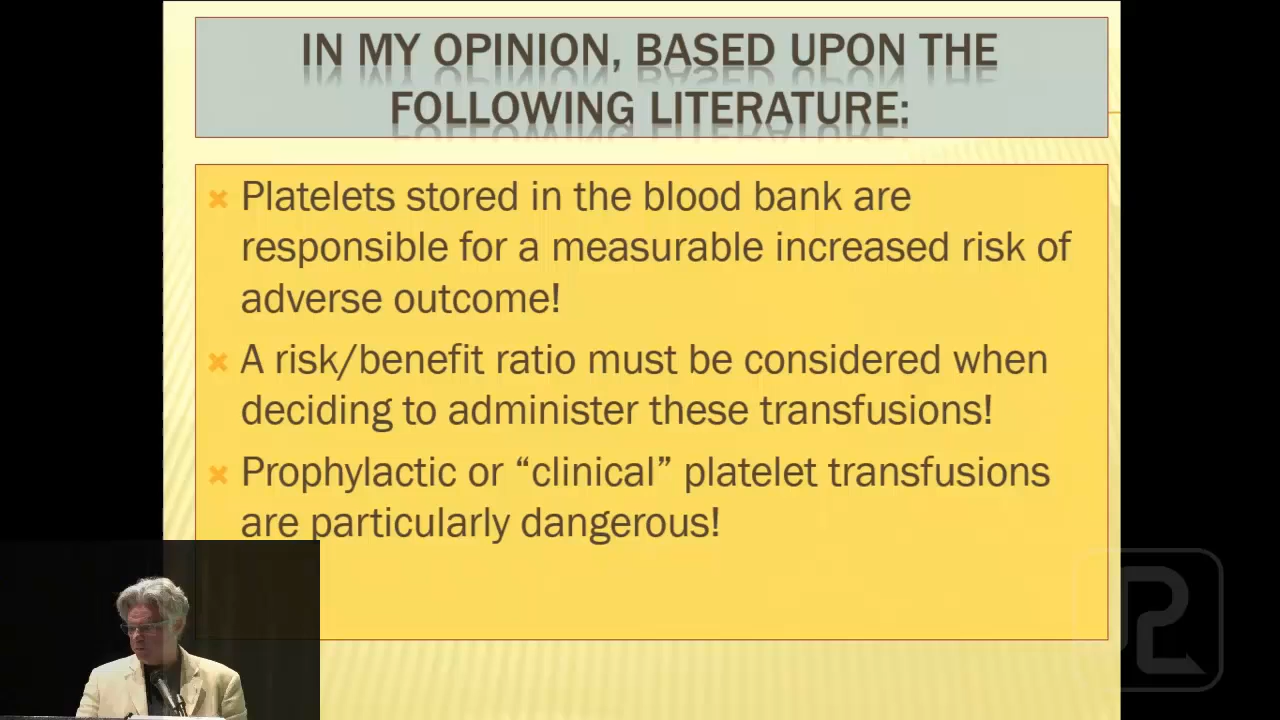 IN MY OPINION, BASED UPON THE
FOLLOWING LITERATURE:
Platelets stored in the blood bank are
responsible for a measurable increased risk of
adverse outcome!
A risk/benefit ratio must be considered when
deciding to administer these transfusions!
Prophylactic or “clinical” platelet transfusions
are particularly dangerous!